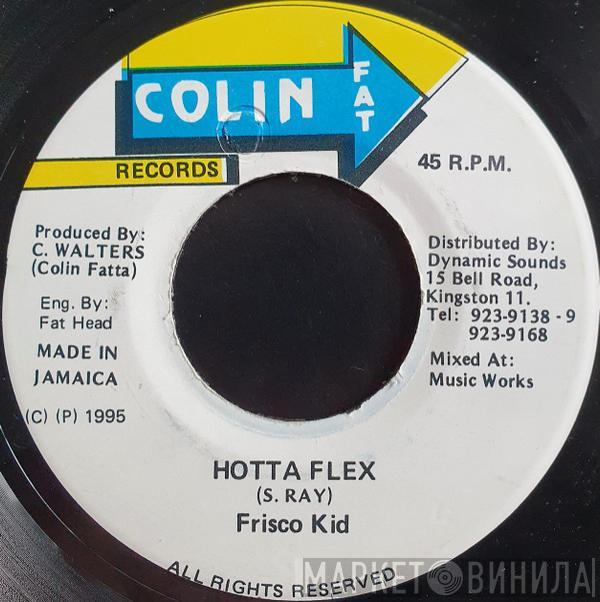 COLIN
FAT
RECORDS
45 R.P.M.
Produced By:
C. WALTERS
(Colin Fatta)
Eng. By:
Fat Head
MADE IN
JAMAICA
(C) (P) 1995
Distributed By:
Dynamic Sounds
15 Bell Road,
Kingston 11.
Tel: 923-9138 - 9
923-9168
Mixed At:
Music Works
HOTTA FLEX
(S. RAY)
Frisco Kid
ALL RIGHTS RESERVED
МАРКЕТ ВИНИЛА